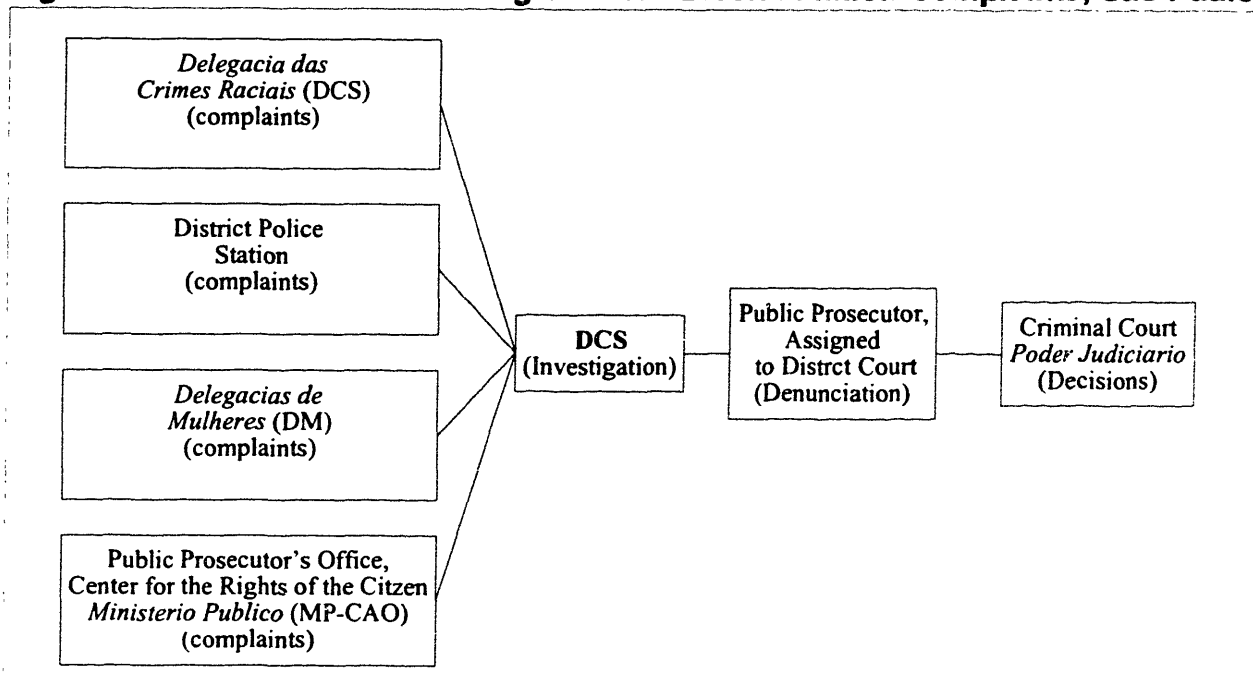 Delegacia das
Crimes Raciais (DCS)
(complaints)
District Police
Station
(complaints)
Delegacias de
Mulheres (DM)
(complaints)
Public Prosecutor's Office,
Center for the Rights of the Citzen
Ministerio Publico (MP-CAO)
(complaints)
DCS
(Investigation)
Public Prosecutor,
Assigned
to Distrct Court
(Denunciation)
Criminal Court
Poder Judiciario
(Decisions)